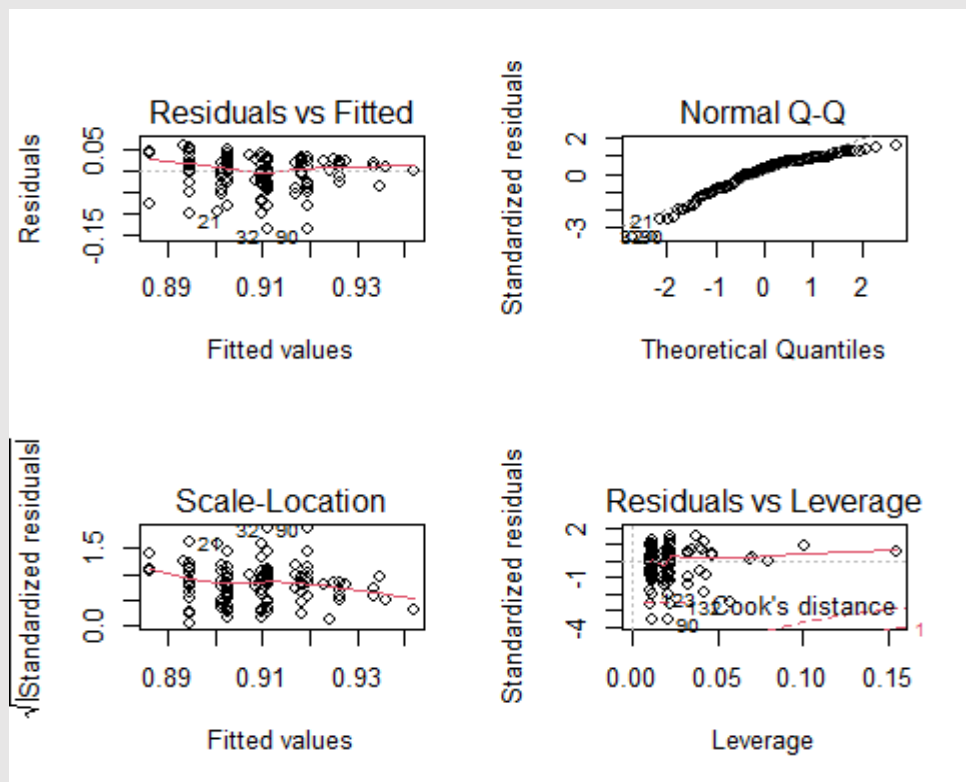 Residuals vs Fitted
Residuals
0.05
-0.15
21
32 90
0.89 0.91 0.93
Fitted values
Normal Q-Q
Standardized residuals
2
0
-3
21
-2 -1 0 1 2
Theoretical Quantiles
Scale-Location
√|Standardized residuals|
1.5
0.0
32 90
21
0.89 0.91 0.93
Fitted values
Residuals vs Leverage
Standardized residuals
2
-1
-4
Cook's distance
90
1
0.00 0.05 0.10 0.15
Leverage